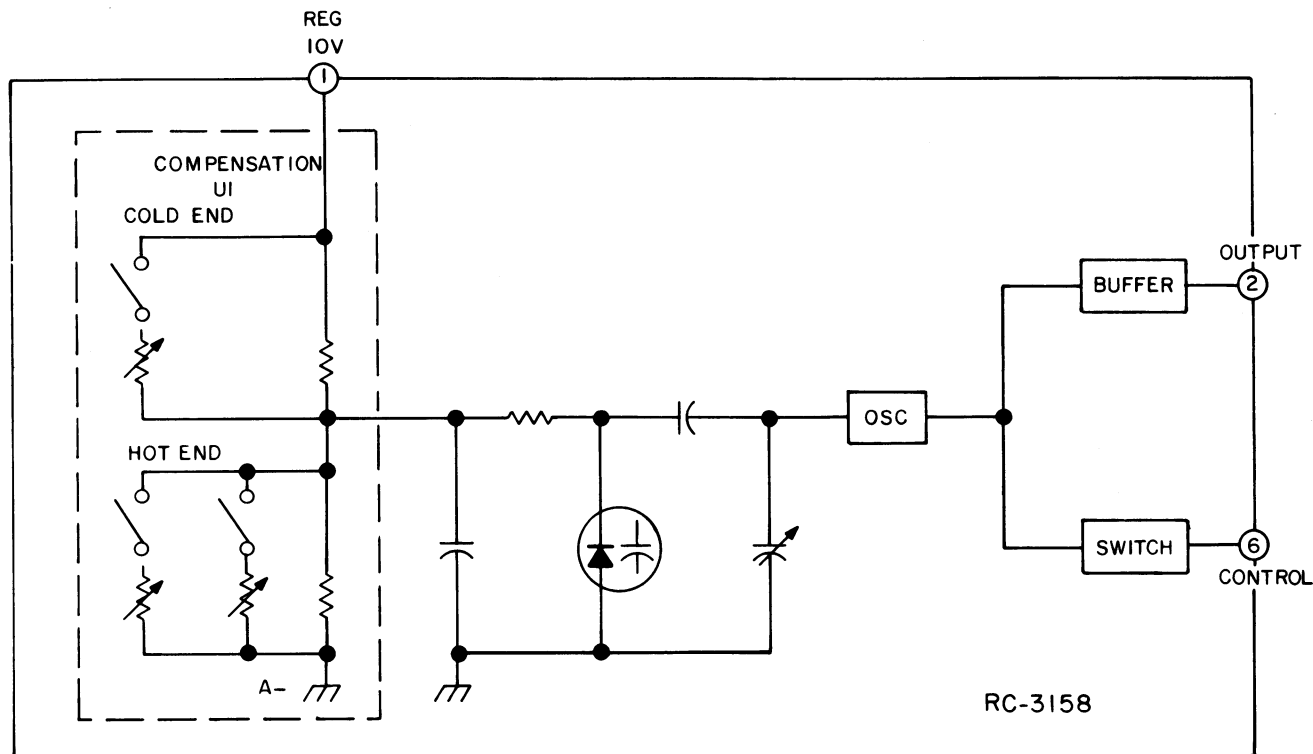 REG
10V
1
COMPENSATION
U1
COLD END
OUTPUT
BUFFER
2
OSC
HOT END
SWITCH
6
CONTROL
A-
RC-3158